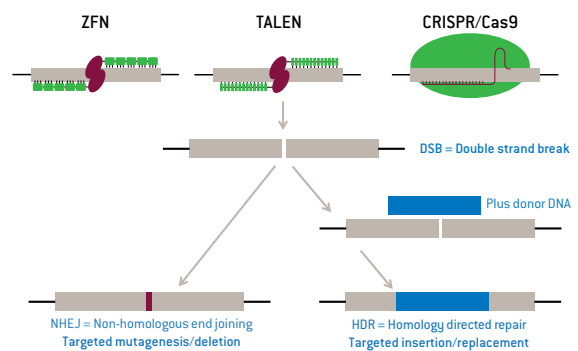 ZFN
TALEN
CRISPR/Cas9
DSB = Double strand break
Plus donor DNA
NHEJ = Non-homologous end joining
Targeted mutagenesis/deletion
HDR = Homology directed repair
Targeted insertion/replacement